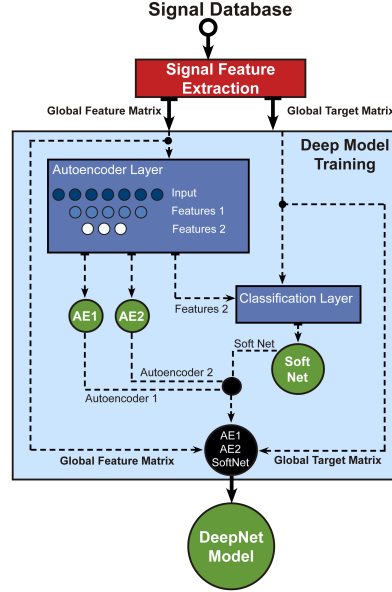 Signal Database
Signal Feature
Extraction
Global Feature Matrix
Global Target Matrix
Deep Model
Training
Autoencoder Layer
Input
Features 1
Features 2
AE1
AE2
Features 2
Classification Layer
Soft Net
Soft
Net
Autoencoder 2
Autoencoder 1
AE1
AE2
SoftNet
Global Feature Matrix
Global Target Matrix
DeepNet
Model